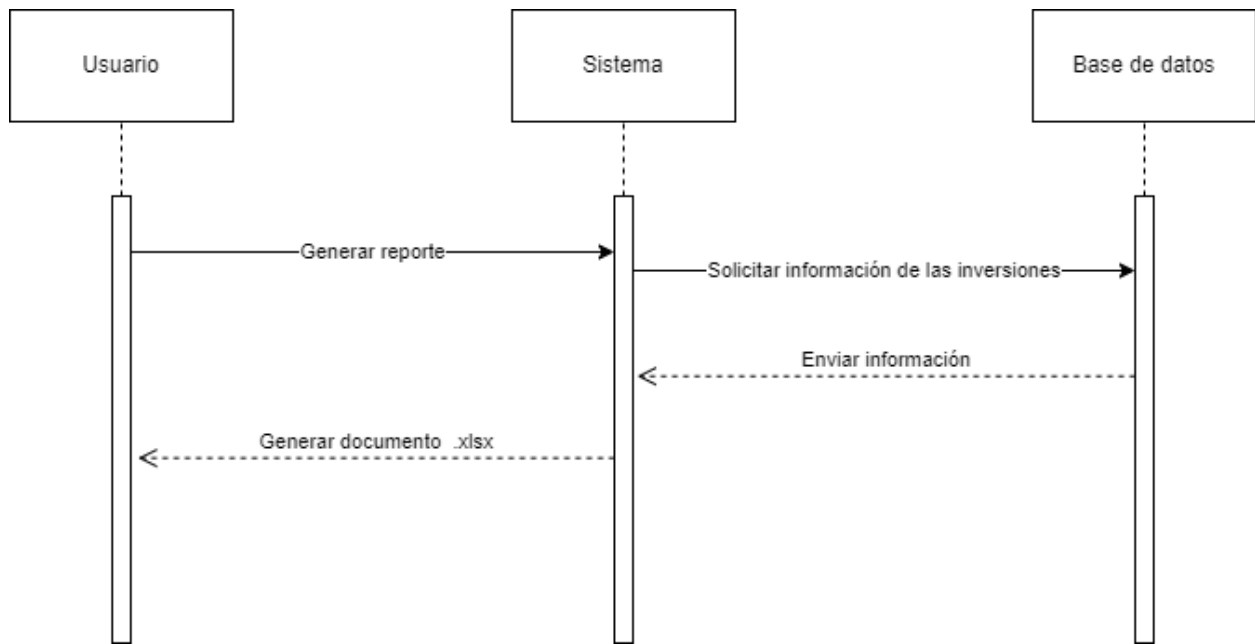 Usuario
Sistema
Base de datos
Generar reporte
Solicitar información de las inversiones
Enviar información
Generar documento .xlsx